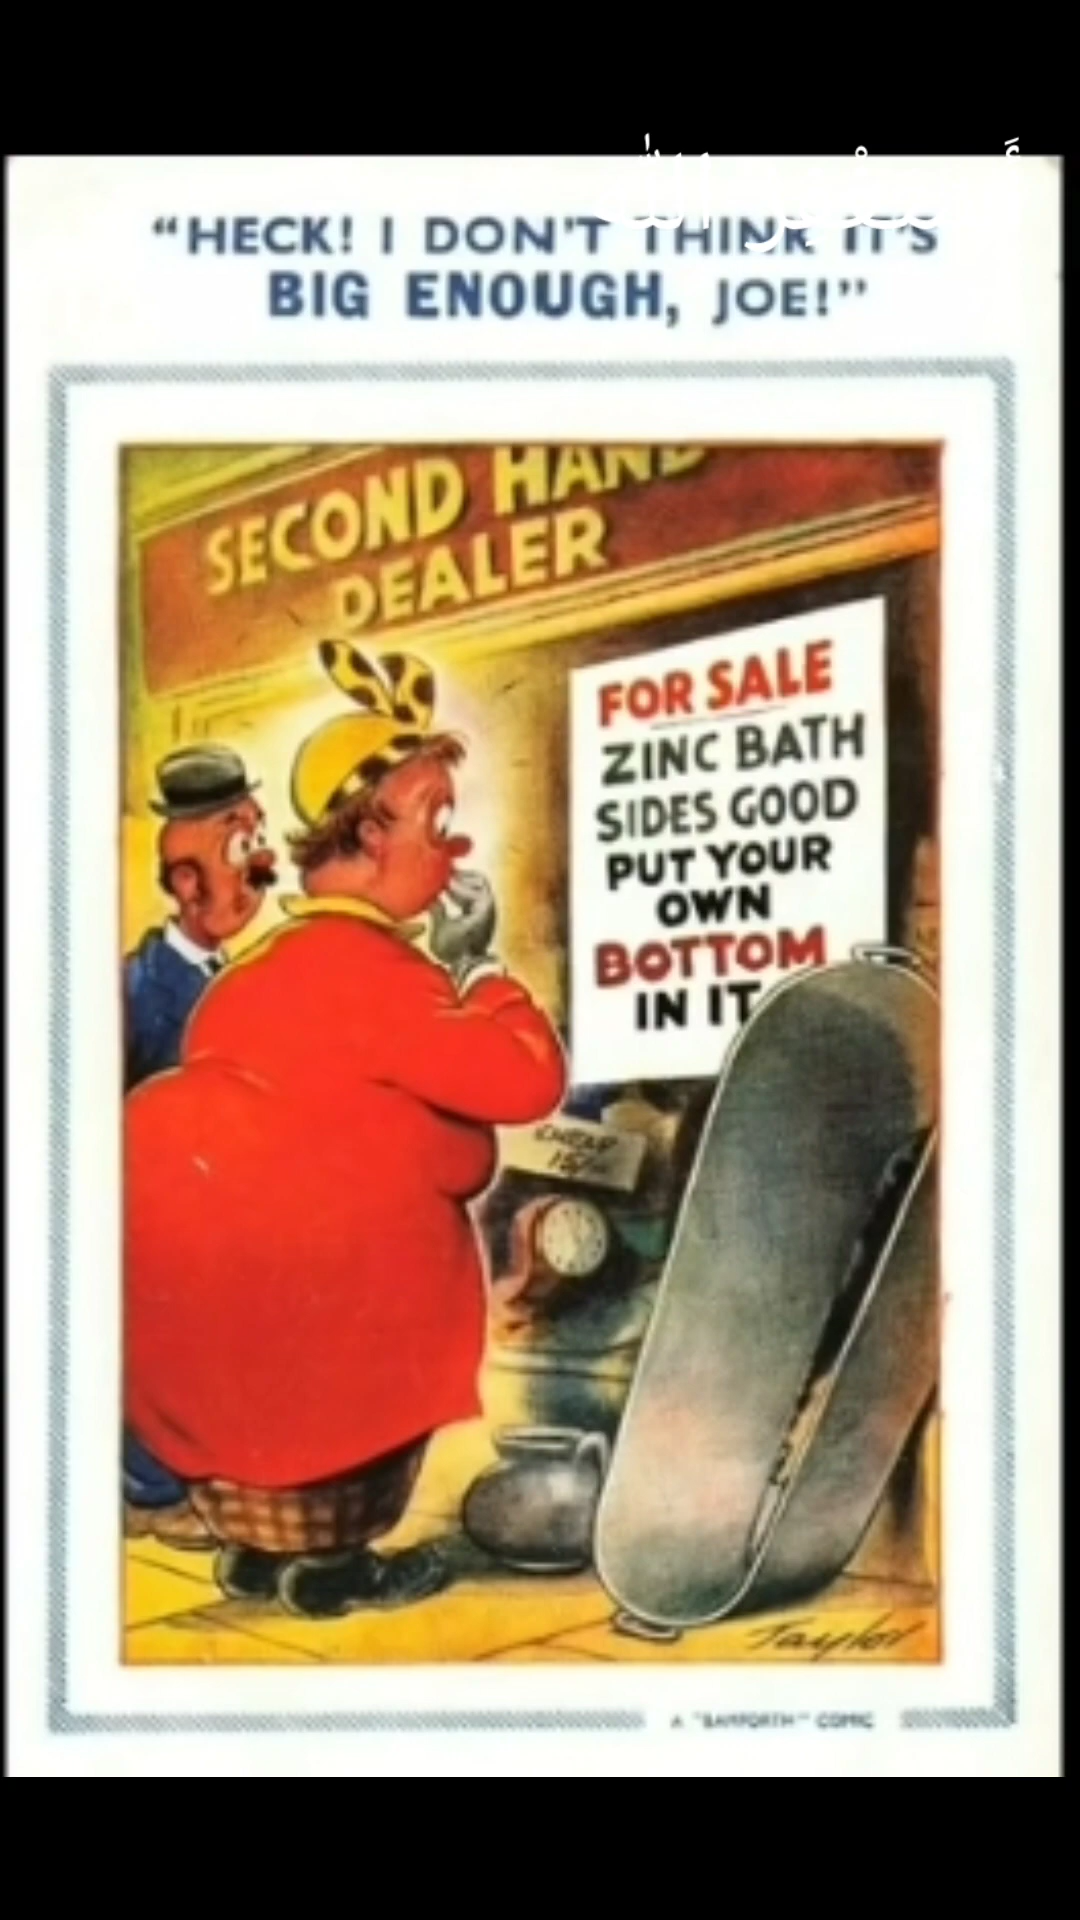 “HECK! I DON'T THINK IT'S
BIG ENOUGH, JOE!”
SECOND HAND
DEALER
FOR SALE
ZINC BATH
SIDES GOOD
PUT YOUR
OWN
BOTTOM
IN IT
Taylor
A "BAMFORTH" COMIC